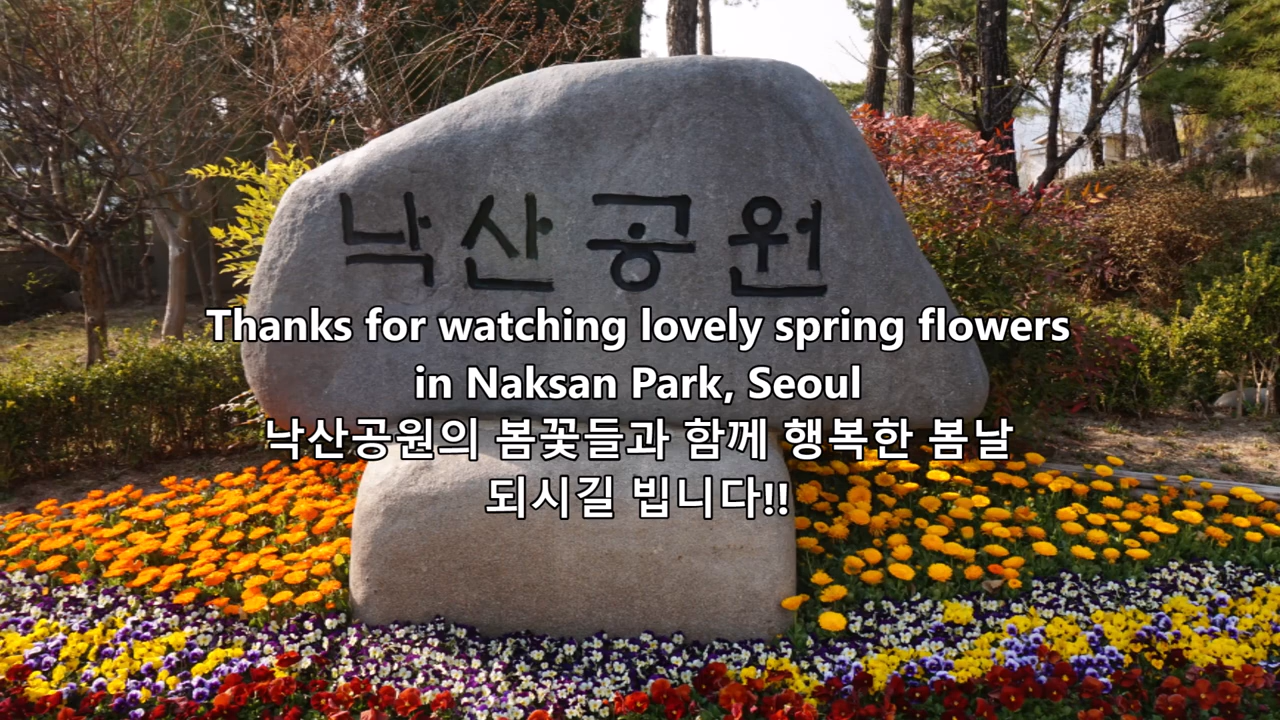 낙산공원
Thanks for watching lovely spring flowers
in Naksan Park, Seoul
낙산공원의 봄꽃들과 함께 행복한 봄날
되시길 빕니다!!